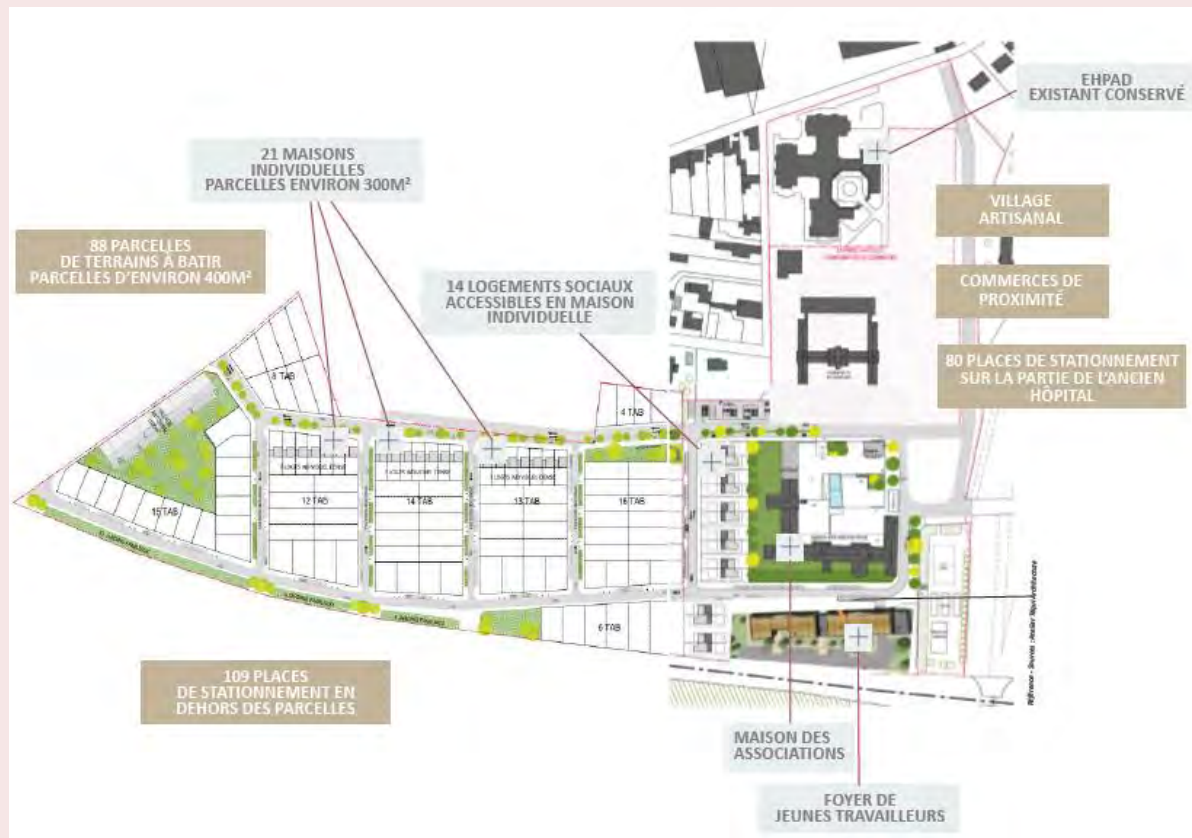 EHPAD
EXISTANT CONSERVÉ
21 MAISONS
INDIVIDUELLES
PARCELLES ENVIRON 300M²
VILLAGE
ARTISANAL
88 PARCELLES
DE TERRAINS À BATIR
PARCELLES D'ENVIRON 400M²
14 LOGEMENTS SOCIAUX
ACCESSIBLES EN MAISON
INDIVIDUELLE
COMMERCES DE
PROXIMITÉ
80 PLACES DE STATIONNEMENT
SUR LA PARTIE DE L'ANCIEN
HÔPITAL
8 TAB
4 TAB
15 TAB
12 TAB
14 TAB
13 TAB
16 TAB
6 TAB
109 PLACES
DE STATIONNEMENT EN
DEHORS DES PARCELLES
MAISON DES
ASSOCIATIONS
FOYER DE
JEUNES TRAVAILLEURS